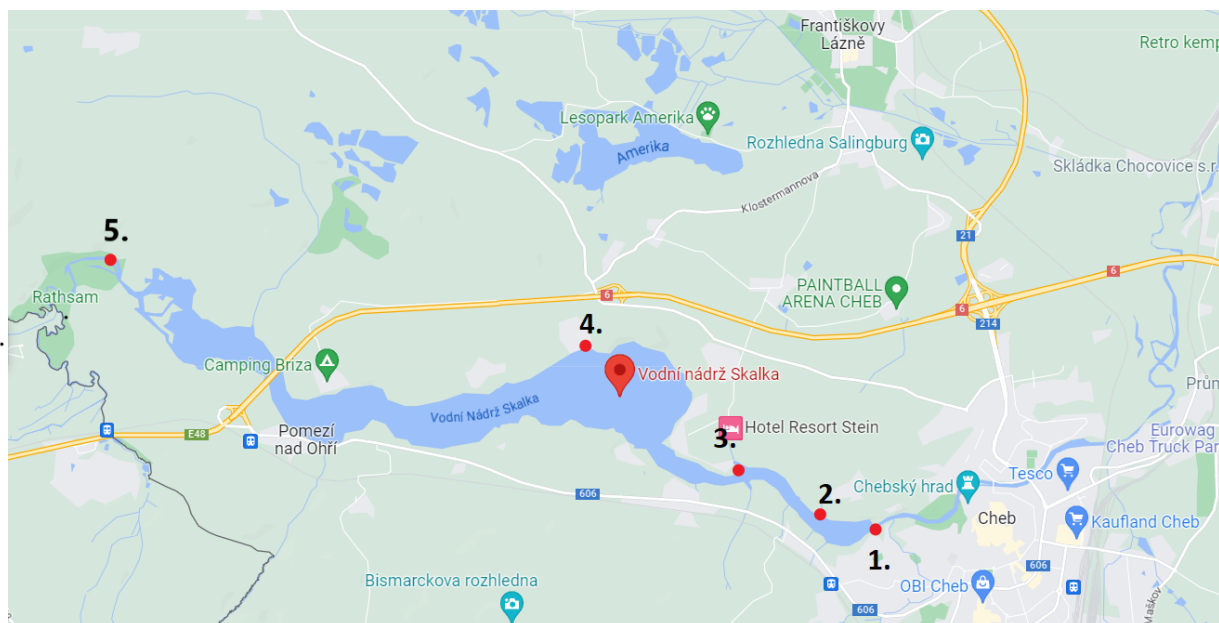 Františkovy
Lázně
Retro kemp
Lesopark Amerika
Amerika
Rozhledna Salingburg
Skládka Chocovice s.r.
Klostermannova
5.
21
6
Rathsam
PAINTBALL
ARENA CHEB
6
6
214
4.
Camping Briza
Vodní nádrž Skalka
Vodní Nádrž Skalka
Prům
E48
Pomezí
nad Ohří
Hotel Resort Stein
Eurowag
Cheb Truck Par
3.
606
Tesco
Chebský hrad
2.
Cheb
Kaufland Cheb
1.
606
Bismarckova rozhledna
OBI Cheb
606
Maškov